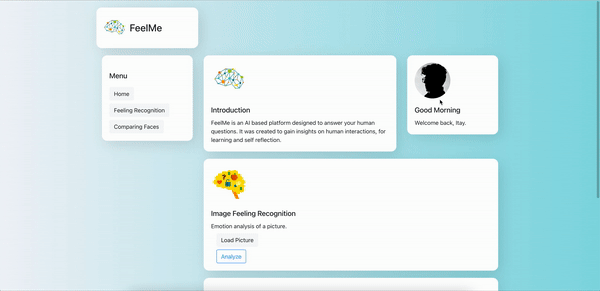 FeelMe
Menu
Home
Feeling Recognition
Comparing Faces
Introduction
FeelMe is an AI based platform designed to answer your human
questions. It was created to gain insights on human interactions, for
learning and self reflection.
Good Morning
Welcome back, Itay.
Image Feeling Recognition
Emotion analysis of a picture.
Load Picture
Analyze